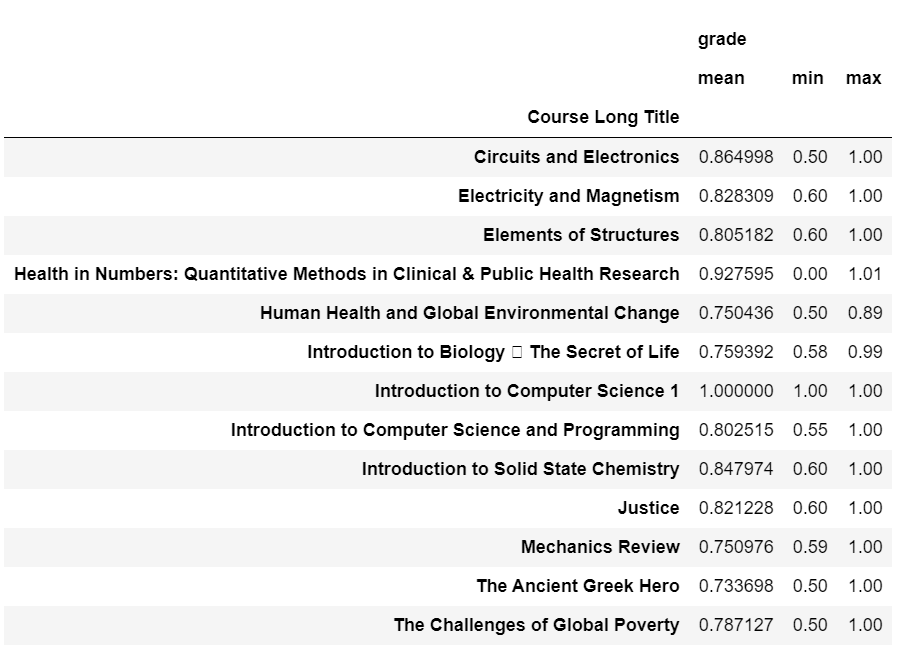 grade
mean min max
Course Long Title
Circuits and Electronics 0.864998 0.50 1.00
Electricity and Magnetism 0.828309 0.60 1.00
Elements of Structures 0.805182 0.60 1.00
Health in Numbers: Quantitative Methods in Clinical & Public Health Research 0.927595 0.00 1.01
Human Health and Global Environmental Change 0.750436 0.50 0.89
Introduction to Biology  The Secret of Life 0.759392 0.58 0.99
Introduction to Computer Science 1 1.000000 1.00 1.00
Introduction to Computer Science and Programming 0.802515 0.55 1.00
Introduction to Solid State Chemistry 0.847974 0.60 1.00
Justice 0.821228 0.60 1.00
Mechanics Review 0.750976 0.59 1.00
The Ancient Greek Hero 0.733698 0.50 1.00
The Challenges of Global Poverty 0.787127 0.50 1.00